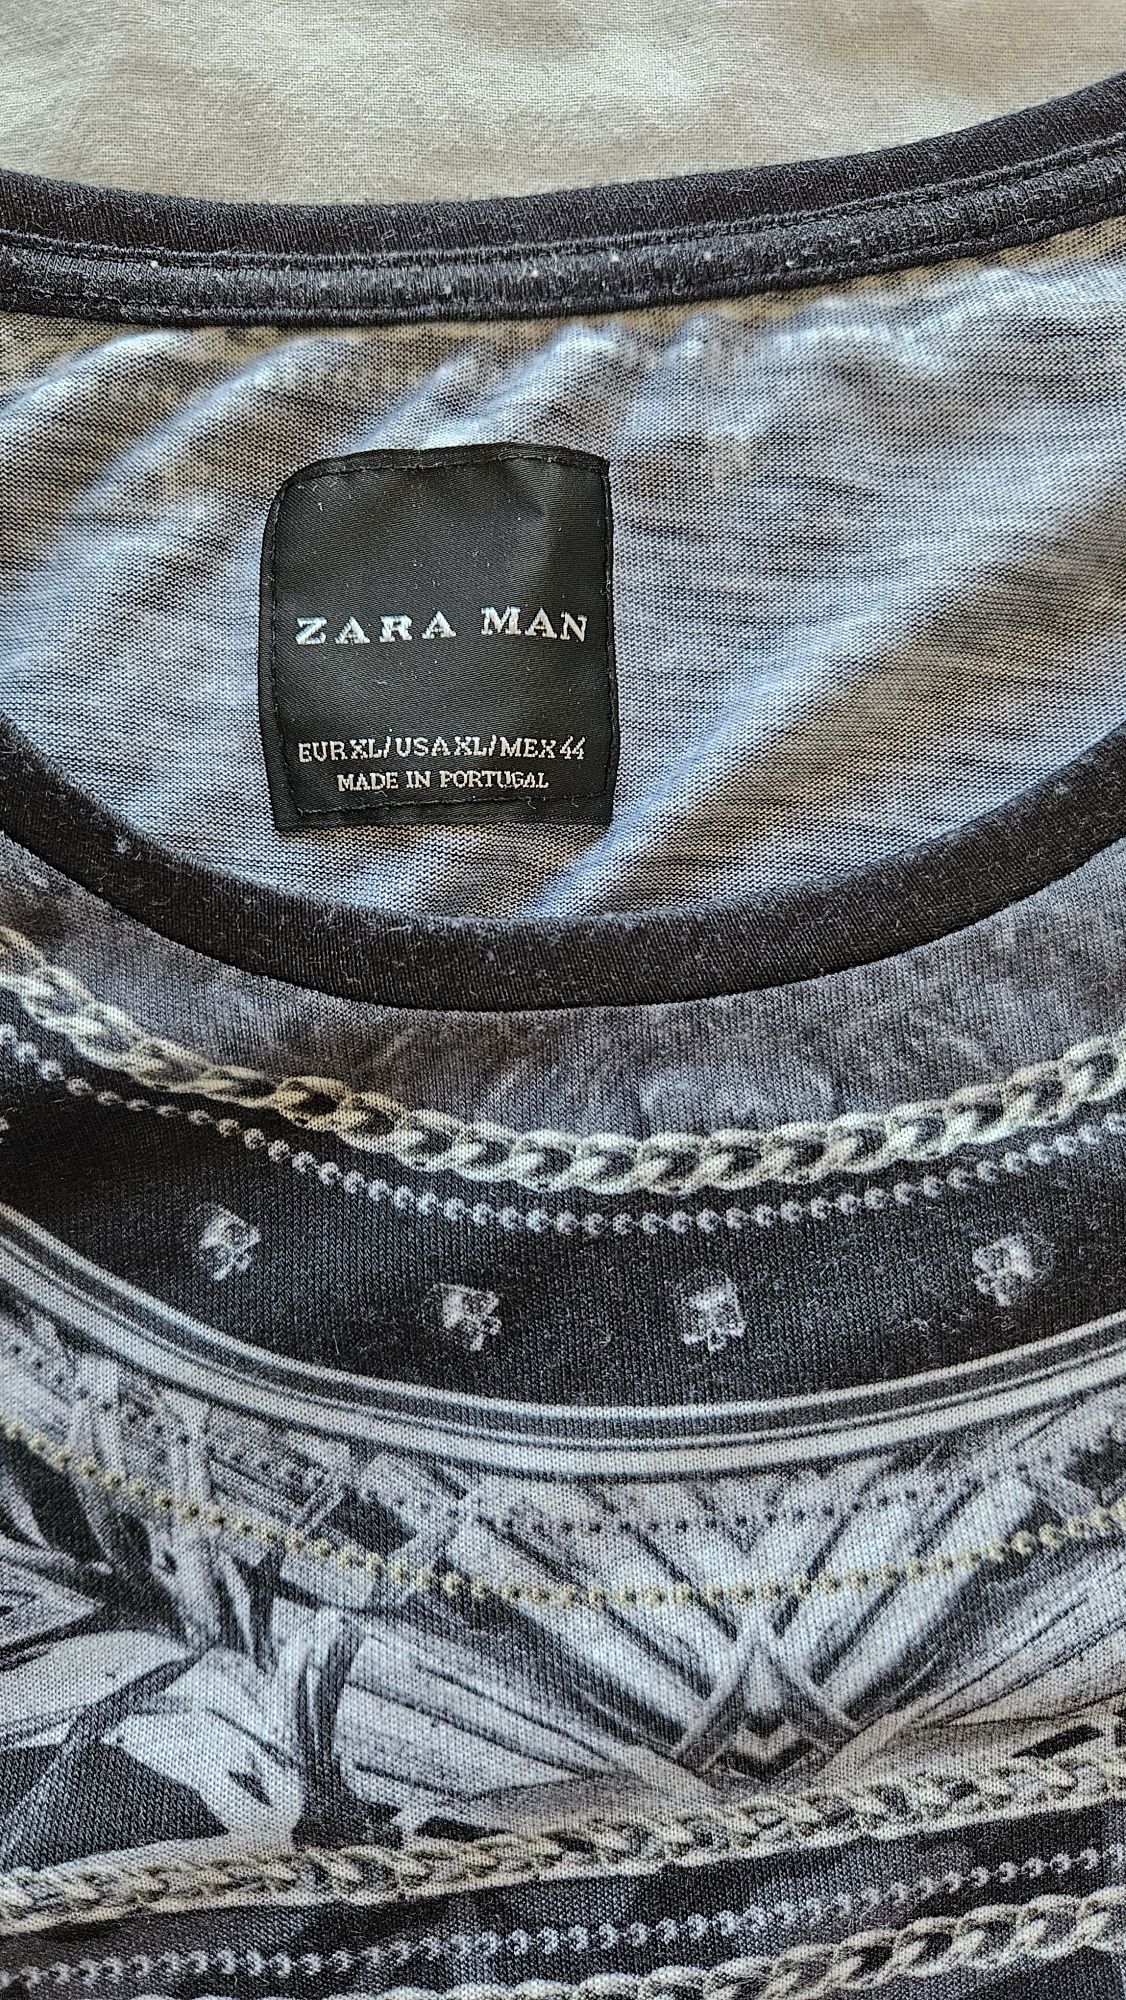 ZARA MAN
EUR XL/USA XL/MEX 44
MADE IN PORTUGAL